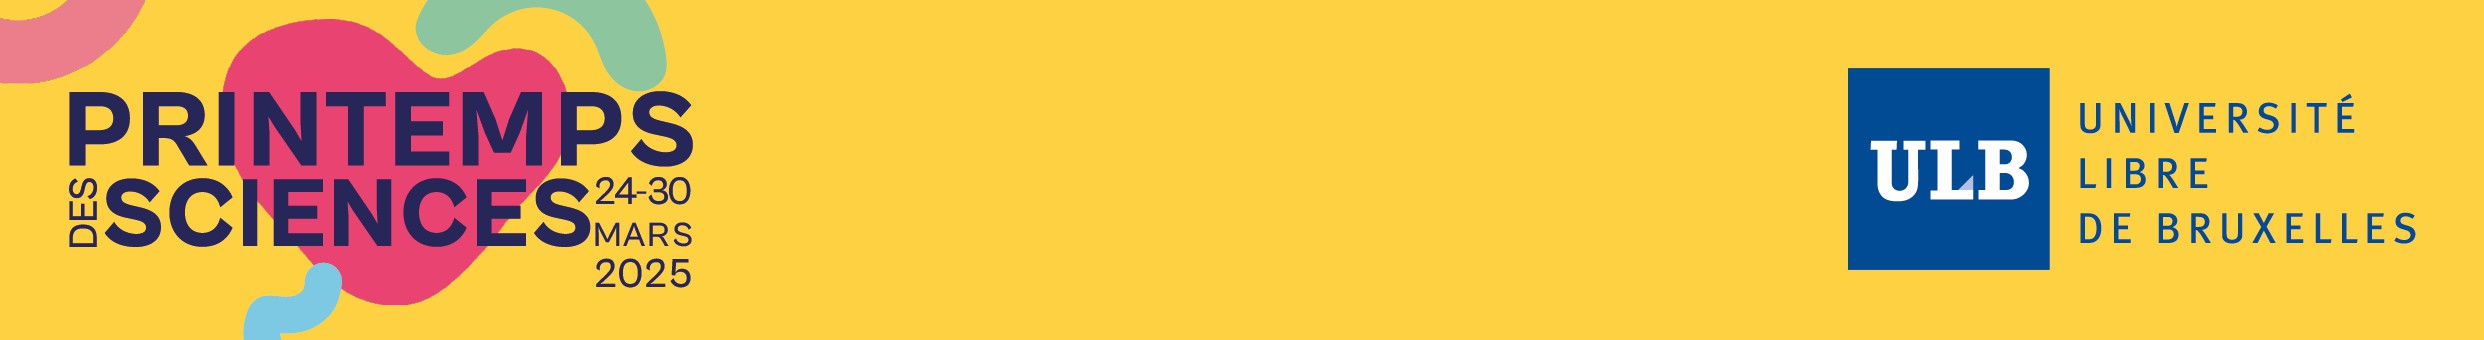 PRINTEMPS
DES SCIENCES
24-30
MARS
2025
ULB
UNIVERSITÉ
LIBRE
DE BRUXELLES